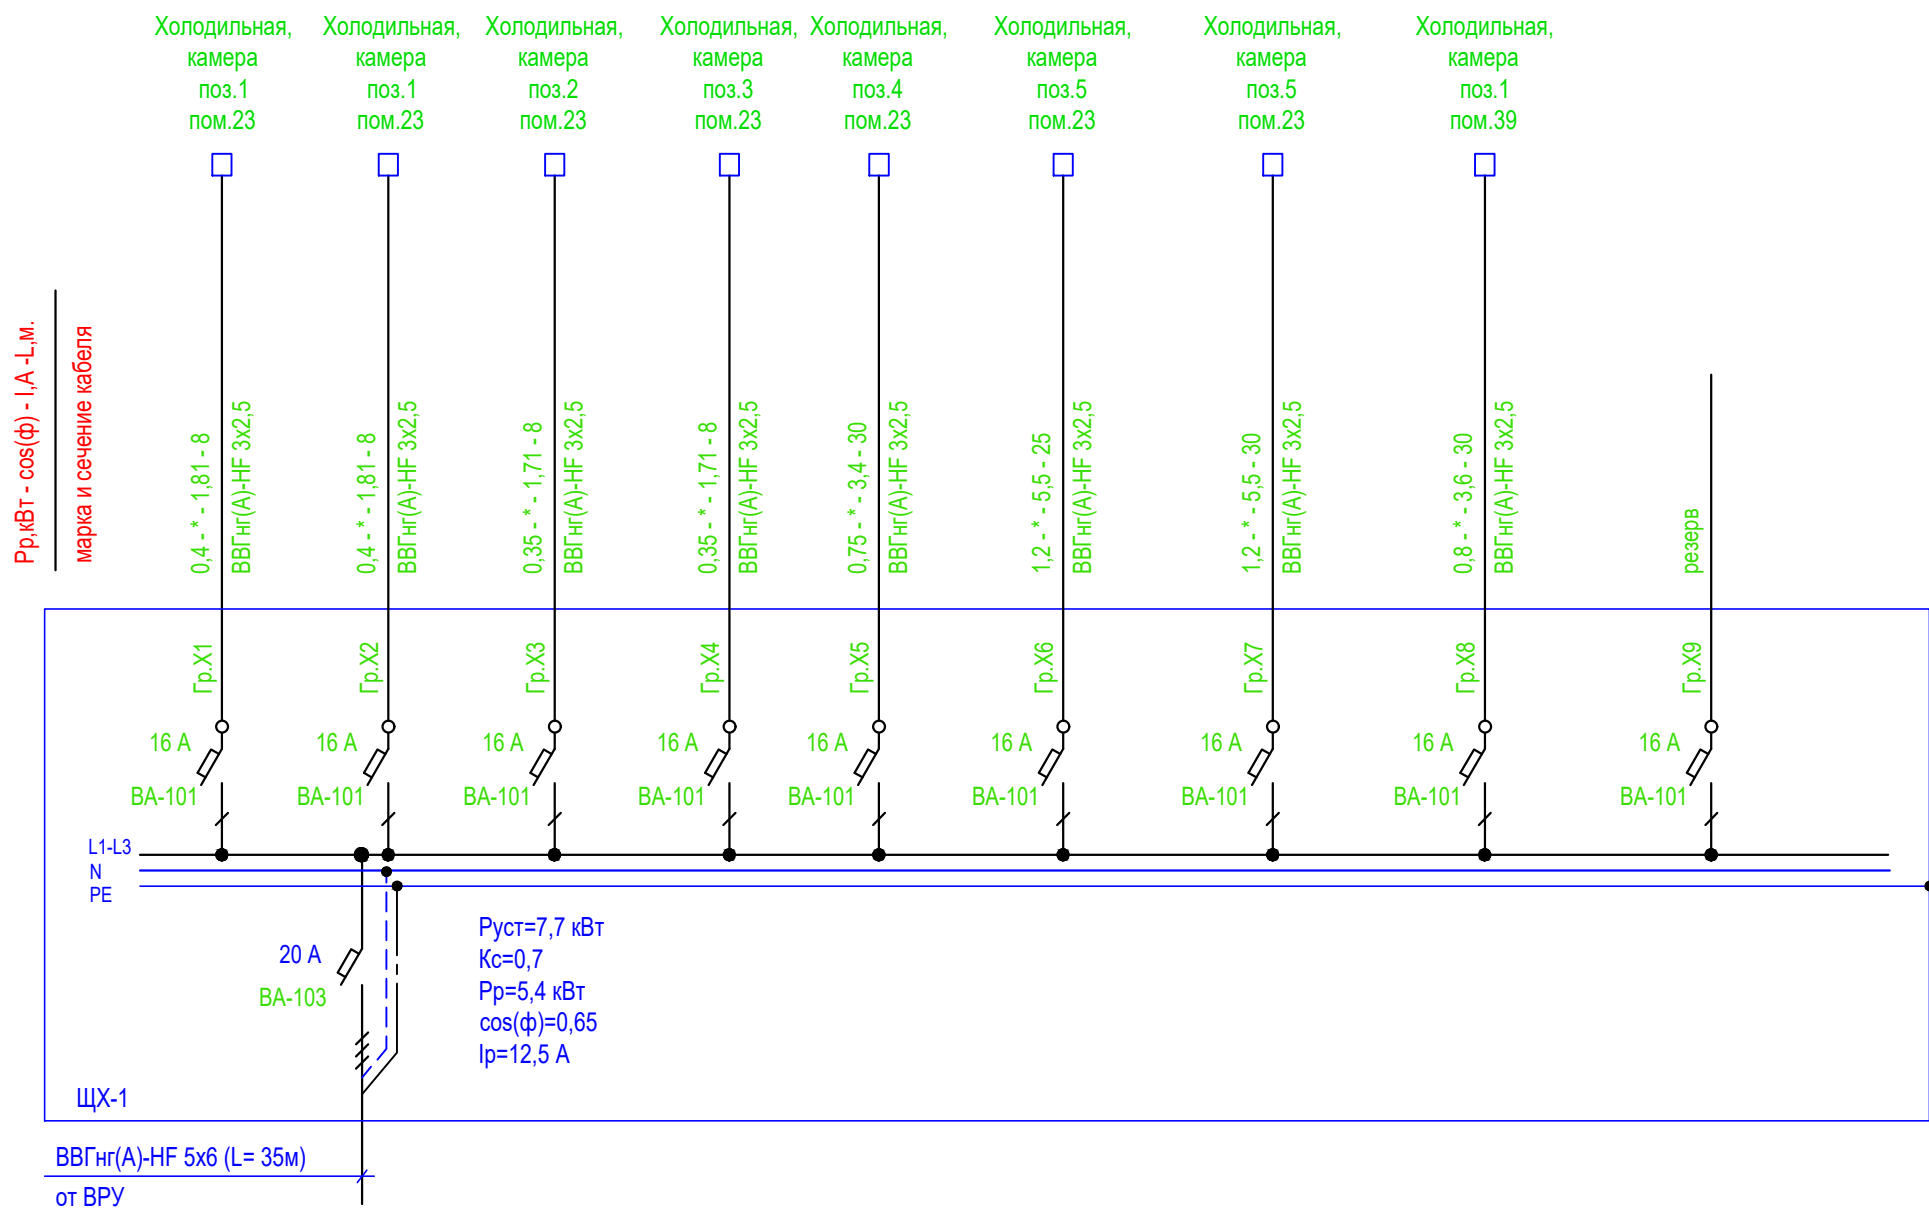 Холодильная,
камера
поз.1
пом.23
Холодильная,
камера
поз.1
пом.23
Холодильная,
камера
поз.2
пом.23
Холодильная,
камера
поз.3
пом.23
Холодильная,
камера
поз.4
пом.23
Холодильная,
камера
поз.5
пом.23
Холодильная,
камера
поз.5
пом.23
Холодильная,
камера
поз.1
пом.39
Рр,кВт - cos(ф) - I,А -L,м.
марка и сечение кабеля
0,4 - * - 1,81 - 8
ВВГнг(А)-HF 3х2,5
0,4 - * - 1,81 - 8
ВВГнг(А)-HF 3х2,5
0,35 - * - 1,71 - 8
ВВГнг(А)-HF 3х2,5
0,35 - * - 1,71 - 8
ВВГнг(А)-HF 3х2,5
0,75 - * - 3,4 - 30
ВВГнг(А)-HF 3х2,5
1,2 - * - 5,5 - 25
ВВГнг(А)-HF 3х2,5
1,2 - * - 5,5 - 30
ВВГнг(А)-HF 3х2,5
0,8 - * - 3,6 - 30
ВВГнг(А)-HF 3х2,5
резерв
Гр.Х1
Гр.Х2
Гр.Х3
Гр.Х4
Гр.Х5
Гр.Х6
Гр.Х7
Гр.Х8
Гр.Х9
16 А
16 А
16 А
16 А
16 А
16 А
16 А
16 А
16 А
ВА-101
ВА-101
ВА-101
ВА-101
ВА-101
ВА-101
ВА-101
ВА-101
ВА-101
L1-L3
N
PE
20 А
ВА-103
Руст=7,7 кВт
Кс=0,7
Рр=5,4 кВт
cos(ф)=0,65
Iр=12,5 А
ЩХ-1
ВВГнг(А)-HF 5х6 (L= 35м)
от ВРУ